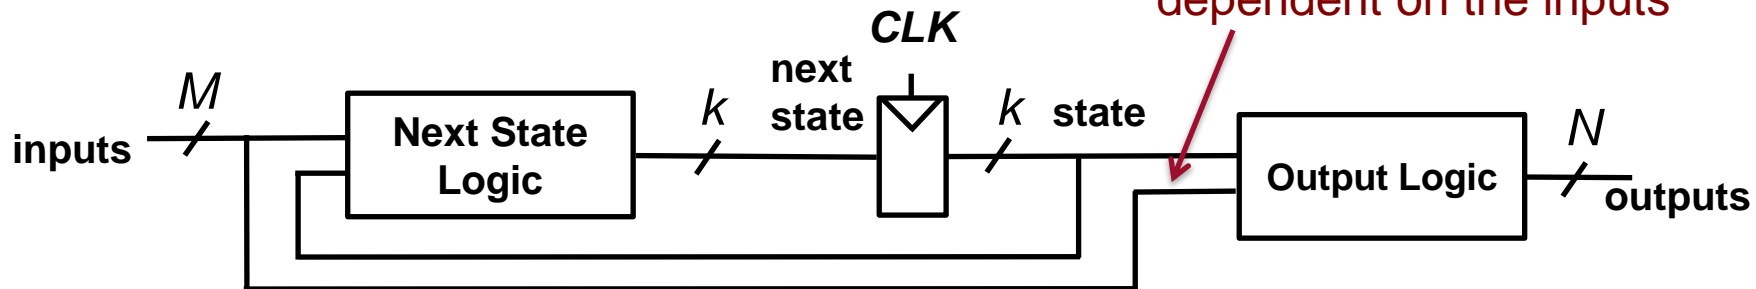 dependent on the inputs
CLK
M
inputs
Next State
Logic
k
next
state
k
state
Output Logic
N
outputs